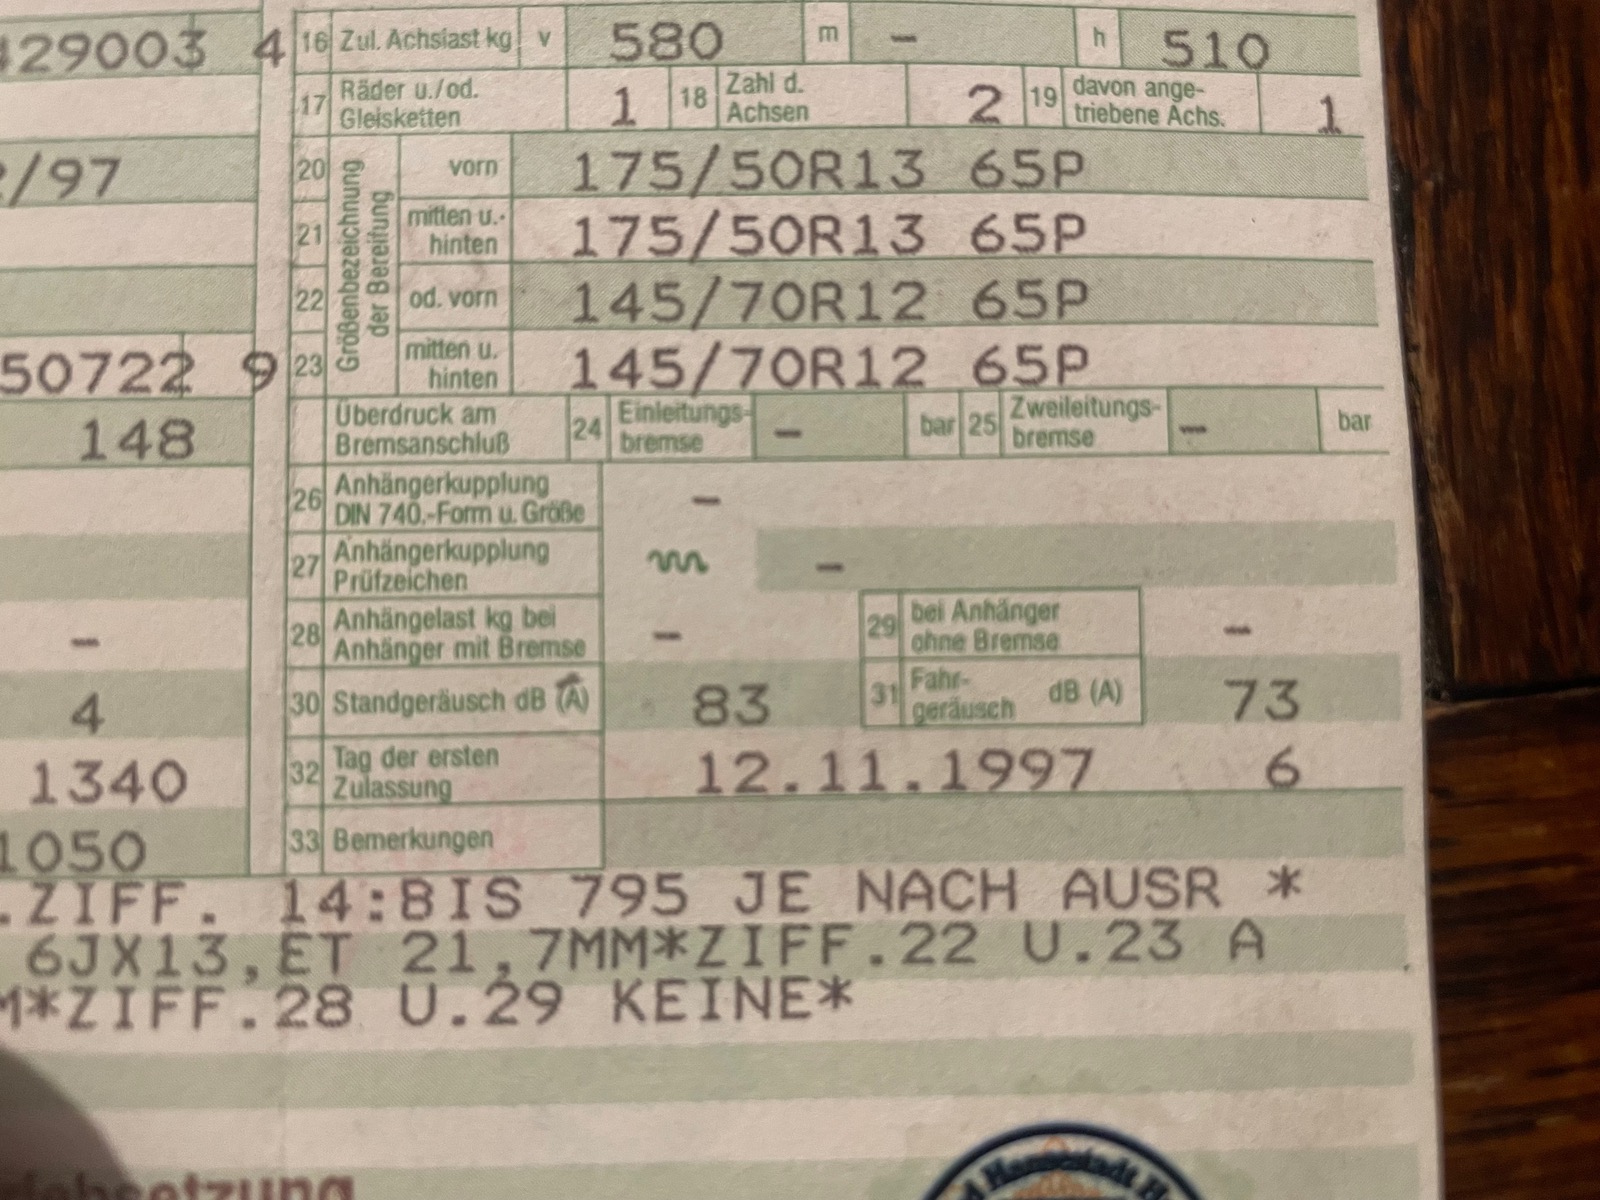 429003 4 16 Zul. Achslast kg v 580 m – h 510
17 Räder u./od. Gleisketten 1 18 Zahl d. Achsen 2 19 davon ange-triebene Achs. 1
/97 20 Größenbezeichnung der Bereifung vorn 175/50R13 65P
21 mitten u. hinten 175/50R13 65P
22 od. vorn 145/70R12 65P
50722 9 23 mitten u. hinten 145/70R12 65P
148 Überdruck am Bremsanschluß 24 Einleitungs-bremse – bar 25 Zweileitungs-bremse – bar
26 Anhängerkupplung DIN 740.-Form u. Größe –
27 Anhängerkupplung Prüfzeichen –
– 28 Anhängelast kg bei Anhänger mit Bremse – 29 bei Anhänger ohne Bremse –
4 30 Standgeräusch dB (A) 83 31 Fahr-geräusch dB (A) 73
1340 32 Tag der ersten Zulassung 12.11.1997 6
1050 33 Bemerkungen
.ZIFF. 14:BIS 795 JE NACH AUSR *
6JX13,ET 21,7MM*ZIFF.22 U.23 A
M*ZIFF.28 U.29 KEINE*
Hansestadt